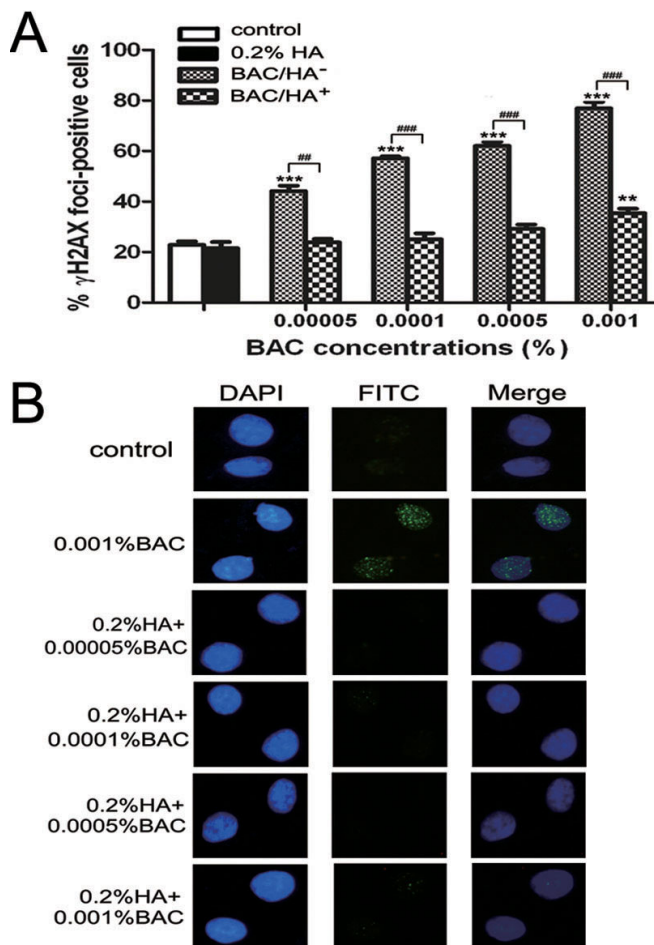 A
control
0.2% HA
BAC/HA⁻
BAC/HA⁺
% γH2AX foci-positive cells
100
80
60
40
20
0
***
##
***
###
***
###
***
###
**
0.00005
0.0001
0.0005
0.001
BAC concentrations (%)
B
DAPI
FITC
Merge
control
0.001%BAC
0.2%HA+
0.00005%BAC
0.2%HA+
0.0001%BAC
0.2%HA+
0.0005%BAC
0.2%HA+
0.001%BAC